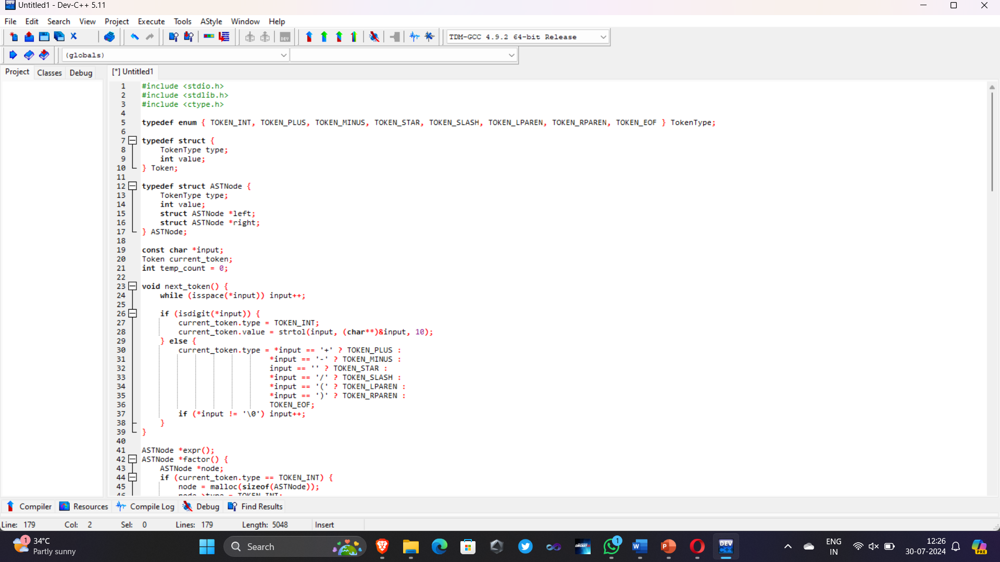 Untitled1 - Dev-C++ 5.11
File Edit Search View Project Execute Tools AStyle Window Help
DEV
TDM-GCC 4.9.2 64-bit Release
(globals)
Project Classes Debug [*] Untitled1
1 #include <stdio.h>
2 #include <stdlib.h>
3 #include <ctype.h>
4
5 typedef enum { TOKEN_INT, TOKEN_PLUS, TOKEN_MINUS, TOKEN_STAR, TOKEN_SLASH, TOKEN_LPAREN, TOKEN_RPAREN, TOKEN_EOF } TokenType;
6
7 typedef struct {
8 TokenType type;
9 int value;
10 } Token;
11
12 typedef struct ASTNode {
13 TokenType type;
14 int value;
15 struct ASTNode *left;
16 struct ASTNode *right;
17 } ASTNode;
18
19 const char *input;
20 Token current_token;
21 int temp_count = 0;
22
23 void next_token() {
24 while (isspace(*input)) input++;
25
26 if (isdigit(*input)) {
27 current_token.type = TOKEN_INT;
28 current_token.value = strtol(input, (char**)&input, 10);
29 } else {
30 current_token.type = *input == '+' ? TOKEN_PLUS :
31 *input == '-' ? TOKEN_MINUS :
32 input == '' ? TOKEN_STAR :
33 *input == '/' ? TOKEN_SLASH :
34 *input == '(' ? TOKEN_LPAREN :
35 *input == ')' ? TOKEN_RPAREN :
36 TOKEN_EOF;
37 if (*input != '\0') input++;
38 }
39 }
40
41 ASTNode *expr();
42 ASTNode *factor() {
43 ASTNode *node;
44 if (current_token.type == TOKEN_INT) {
45 node = malloc(sizeof(ASTNode));
46 node->type = TOKEN_INT;
Compiler Resources Compile Log Debug Find Results
Line: 179 Col: 2 Sel: 0 Lines: 179 Length: 5048 Insert
1 34°C
Partly sunny
Search
1
DEV
ENG
IN
12:26
30-07-2024
PRE